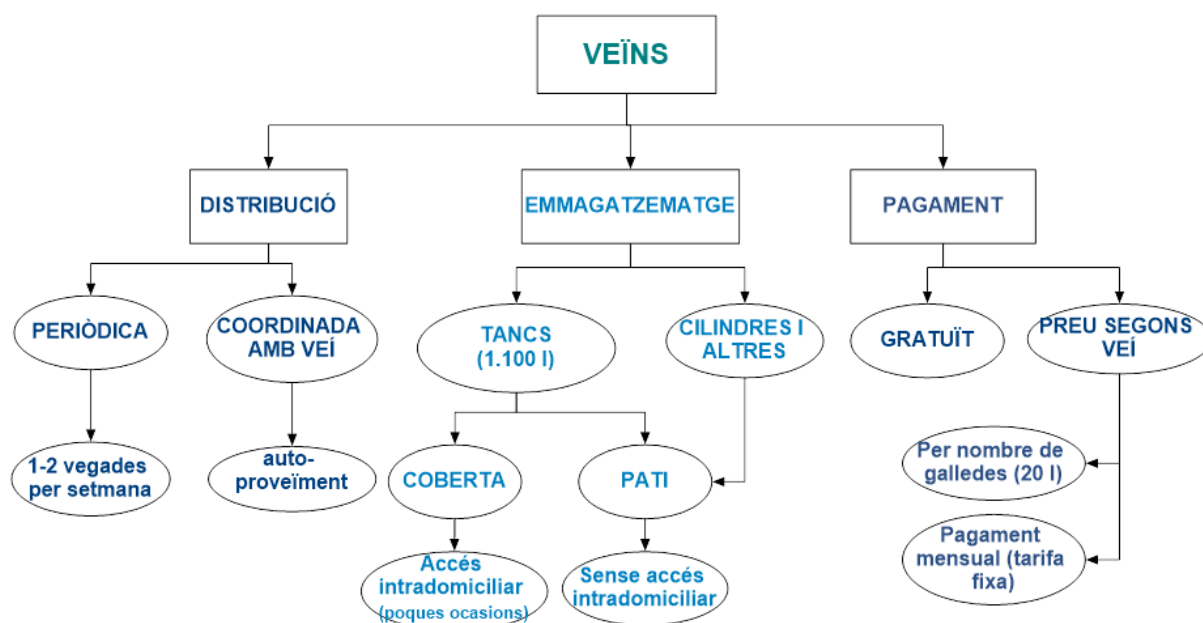 VEÏNS
DISTRIBUCIÓ
EMMAGATZEMATGE
PAGAMENT
PERIÒDICA
COORDINADA
AMB VEÍ
TANCS
(1.100 l)
CILINDRES I
ALTRES
GRATUÏT
PREU SEGONS
VEÍ
1-2 vegades
per setmana
auto-
proveïment
COBERTA
PATI
Per nombre de
galledes (20 l)
Accés
intradomiciliar
(poques ocasions)
Sense accés
intradomiciliar
Pagament
mensual (tarifa
fixa)